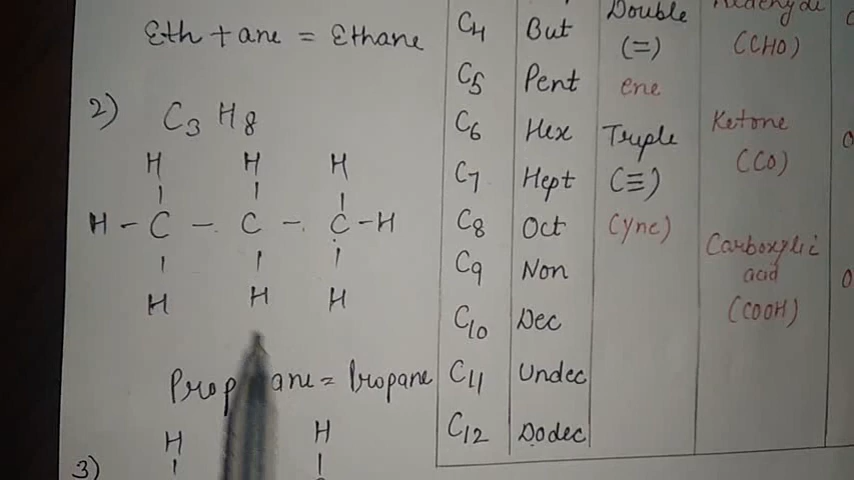 Eth + ane = Ethane
2)
C3 H8
H H H
H - C - C - C - H
H H H
ane = Propane
3)
H H
C4 But
C5 Pent
C6 Hex
C7 Hept
C8 Oct
C9 Non
C10 Dec
C11 Undec
C12 Dodec
Double
(=)
ene
Triple
(≡)
(yne)
(CHO)
Ketone
(CO)
Carboxylic
acid
(COOH)